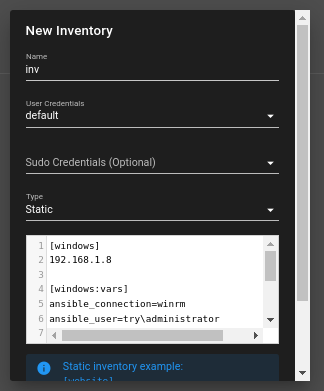 New Inventory
Name
inv
User Credentials
default
Sudo Credentials (Optional)
Type
Static
1 [windows]
2 192.168.1.8
3
4 [windows:vars]
5 ansible_connection=winrm
6 ansible_user=try\administrator
7
Static inventory example:
[website]